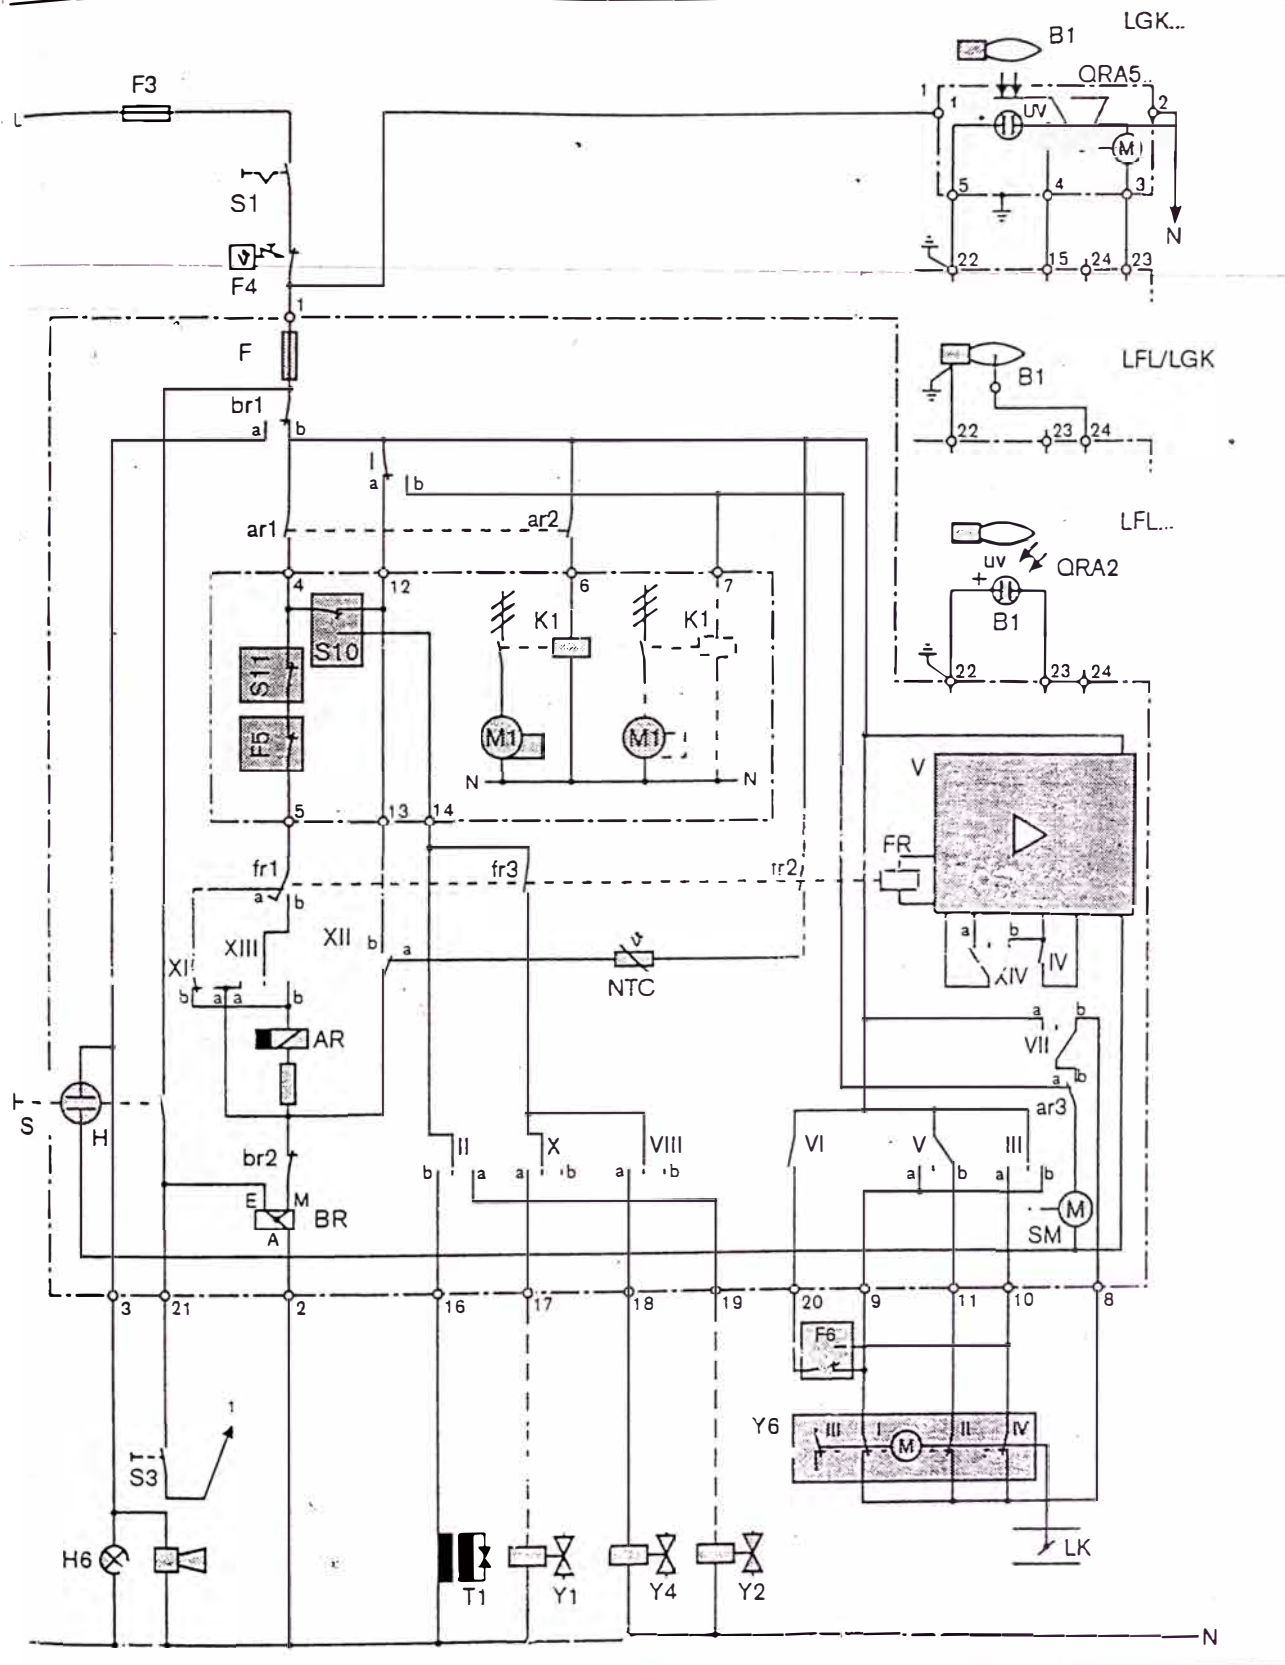 LGK...
B1
F3
QRA5..
L
1
1
UV
2
M
S1
5
4
3
N
F4
22
15
24
23
1
F
LFL/LGK
B1
br1
a
b
22
23
24
I
a
b
ar1
ar2
LFL...
UV
QRA2
+
B1
4
12
6
7
K1
K1
S10
22
23
24
S11
F5
M1
M1
V
N
N
5
13
14
FR
fr1
fr3
fr2
a
b
XII
b
a
XIII
XI
NTC
a
b
XIV
IV
b
a
a
b
a
b
VII
AR
a
b
ar3
S
H
II
X
VIII
VI
V
III
br2
b
a
a
b
a
b
a
b
a
b
E
M
BR
A
M
SM
3
21
2
16
17
18
19
20
9
11
10
8
F6
1
Y6
III
I
M
II
IV
S3
H6
LK
T1
Y1
Y4
Y2
N